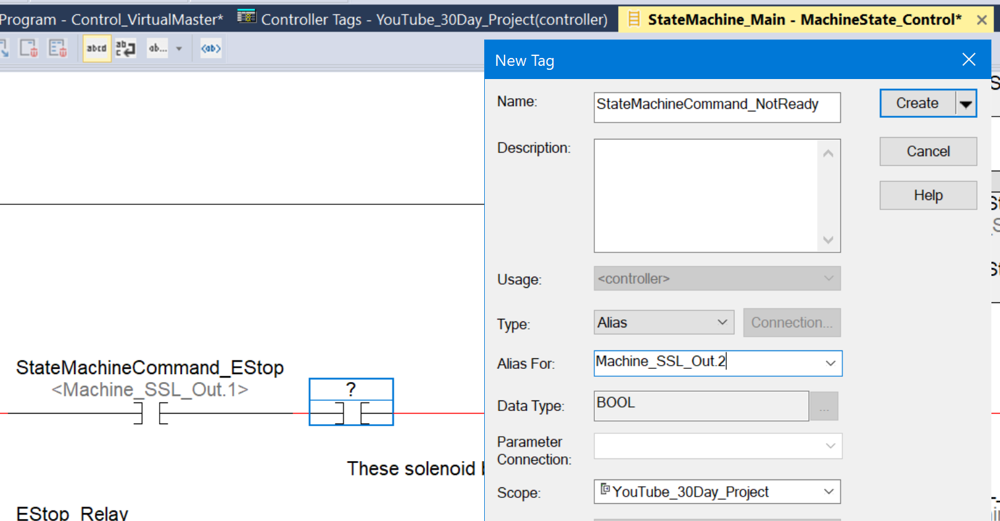 Program - Control_VirtualMaster*
Controller Tags - YouTube_30Day_Project(controller)
StateMachine_Main - MachineState_Control*
abcd
ab
c
ab...
<ab>
New Tag
Name:
StateMachineCommand_NotReady
Create
Description:
Cancel
Help
Usage:
<controller>
Type:
Alias
Connection...
Alias For:
Machine_SSL_Out.2
StateMachineCommand_EStop
<Machine_SSL_Out.1>
?
Data Type:
BOOL
...
Parameter
Connection:
These solenoid
Scope:
YouTube_30Day_Project
EStop_Relay